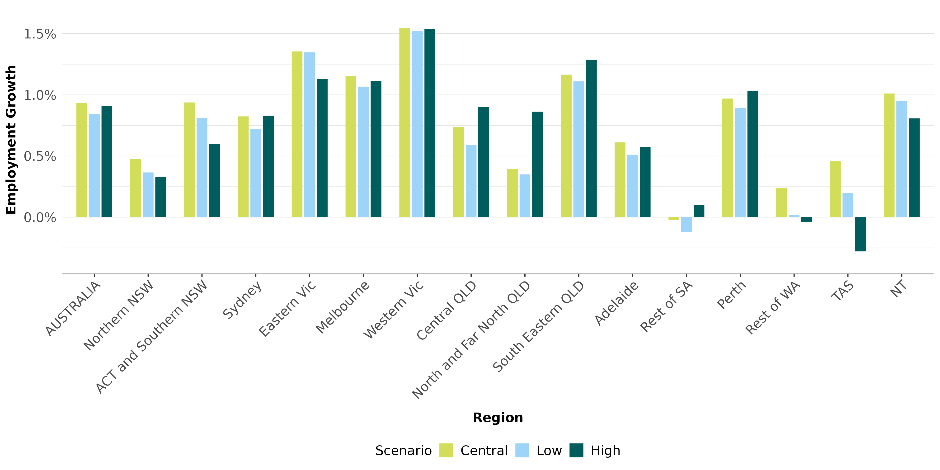 Employment Growth
1.5%
1.0%
0.5%
0.0%
AUSTRALIA
Northern NSW
ACT and Southern NSW
Sydney
Eastern Vic
Melbourne
Western Vic
Central QLD
North and Far North QLD
South Eastern QLD
Adelaide
Rest of SA
Perth
Rest of WA
TAS
NT
Region
Scenario Central Low High